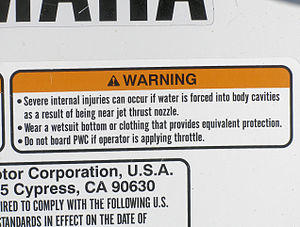 WARNING
• Severe internal injuries can occur if water is forced into body cavities
as a result of being near jet thrust nozzle.
• Wear a wetsuit bottom or clothing that provides equivalent protection.
• Do not board PWC if operator is applying throttle.
otor Corporation, U.S.A.
5 Cypress, CA 90630
IRED TO COMPLY WITH THE FOLLOWING U.S.
STANDARDS IN EFFECT ON THE DATE OF